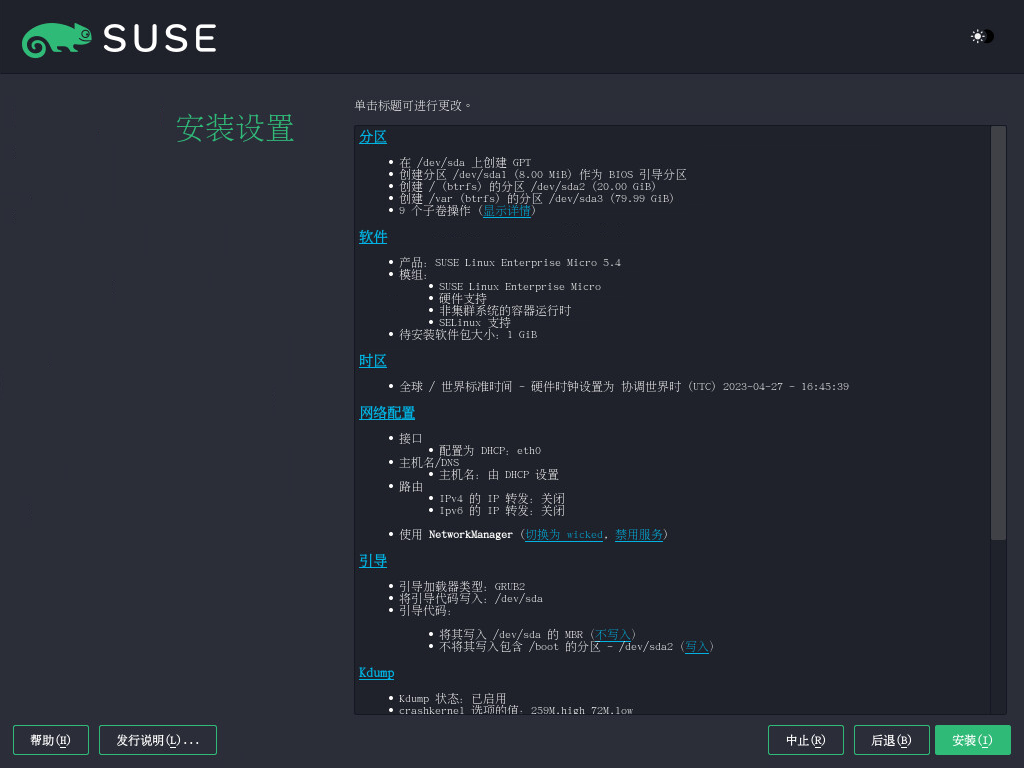 SUSE
安装设置
单击标题可进行更改。
分区
在 /dev/sda 上创建 GPT
创建分区 /dev/sda1 (8.00 MiB) 作为 BIOS 引导分区
创建 / (btrfs) 的分区 /dev/sda2 (20.00 GiB)
创建 /var (btrfs) 的分区 /dev/sda3 (79.99 GiB)
9 个子卷操作 (显示详情)
软件
产品: SUSE Linux Enterprise Micro 5.4
模组:
SUSE Linux Enterprise Micro
硬件支持
非集群系统的容器运行时
SELinux 支持
待安装软件包大小: 1 GiB
时区
全球 / 世界标准时间 - 硬件时钟设置为 协调世界时 (UTC) 2023-04-27 - 16:45:39
网络配置
接口
配置为 DHCP: eth0
主机名/DNS
主机名: 由 DHCP 设置
路由
IPv4 的 IP 转发: 关闭
Ipv6 的 IP 转发: 关闭
使用 NetworkManager (切换为 wicked, 禁用服务)
引导
引导加载器类型: GRUB2
将引导代码写入: /dev/sda
引导代码:
将其写入 /dev/sda 的 MBR (不写入)
不将其写入包含 /boot 的分区 - /dev/sda2 (写入)
Kdump
Kdump 状态: 已启用
crashkernel 选项的值: 259M,high 72M,low
帮助(H) 发行说明(L)... 中止(R) 后退(B) 安装(I)